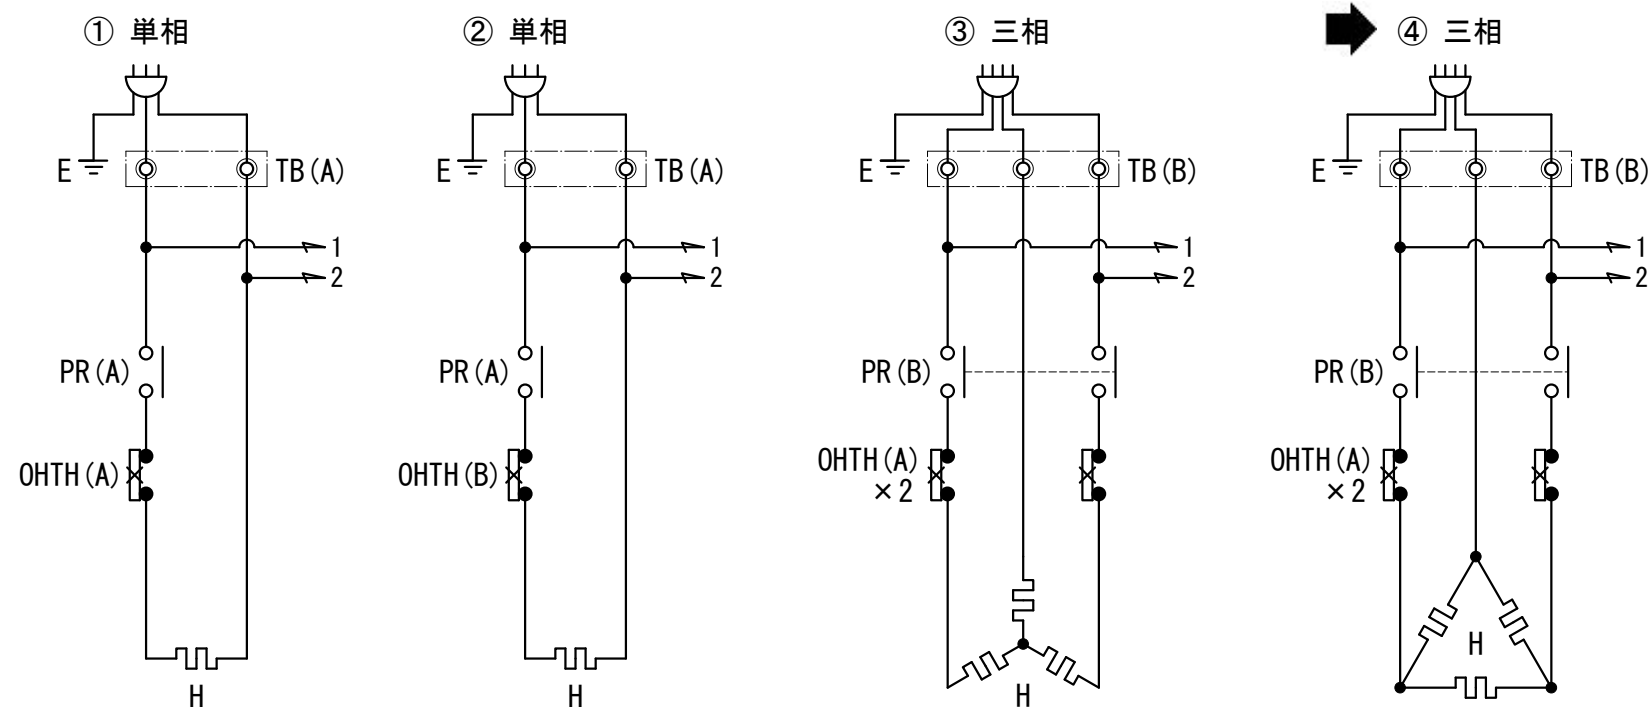 ① 単相
② 単相
③ 三相
④ 三相
E
TB(A)
E
TB(A)
E
TB(B)
E
TB(B)
1
1
1
1
2
2
2
2
PR(A)
PR(A)
PR(B)
PR(B)
OHTH(A)
OHTH(B)
OHTH(A)
×2
OHTH(A)
×2
H
H
H
H